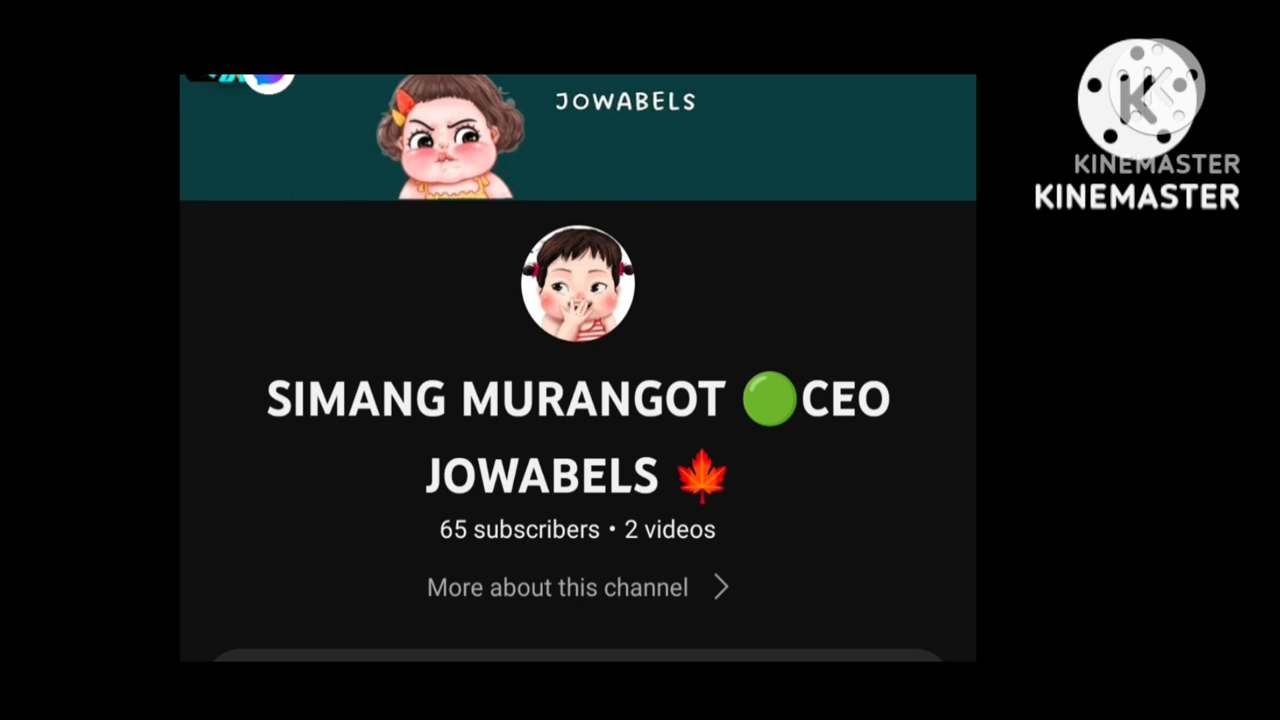 JOWABELS
KINEMASTER
KINEMASTER
SIMANG MURANGOT 🟢CEO
JOWABELS 🍁
65 subscribers • 2 videos
More about this channel